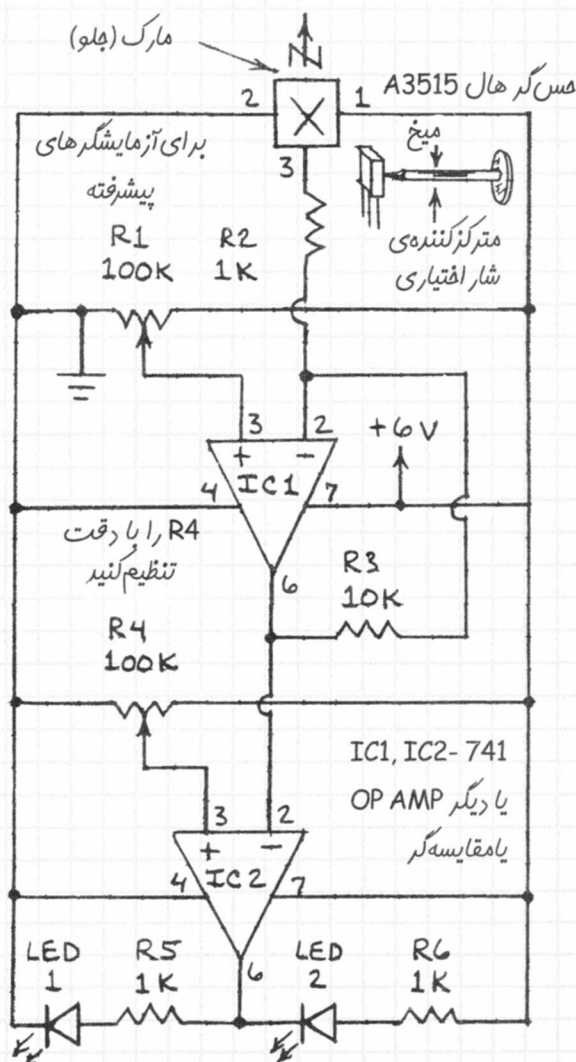 مارک (جلو)
N
2
1
حس‌گر هال A3515
X
3
میخ
برای آزمایشگرهای
پیشرفته
R1
100K
R2
1K
مترکزکننده‌ی
شار اختیاری
3
2
+
-
+6V
4
IC1
7
R4 را با دقت
تنظیم کنید
6
R3
10K
R4
100K
IC1, IC2-741
یا دیگر OP AMP
یا مقایسه‌گر
3
2
+
-
4
IC2
7
6
LED
1
R5
1K
LED
2
R6
1K